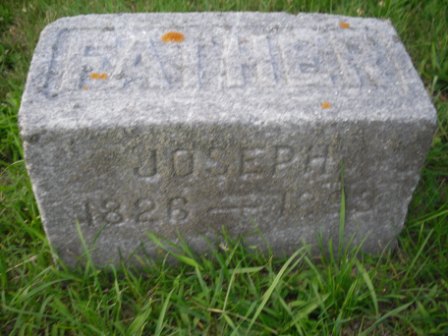 FATHER
JOSEPH
1826 —